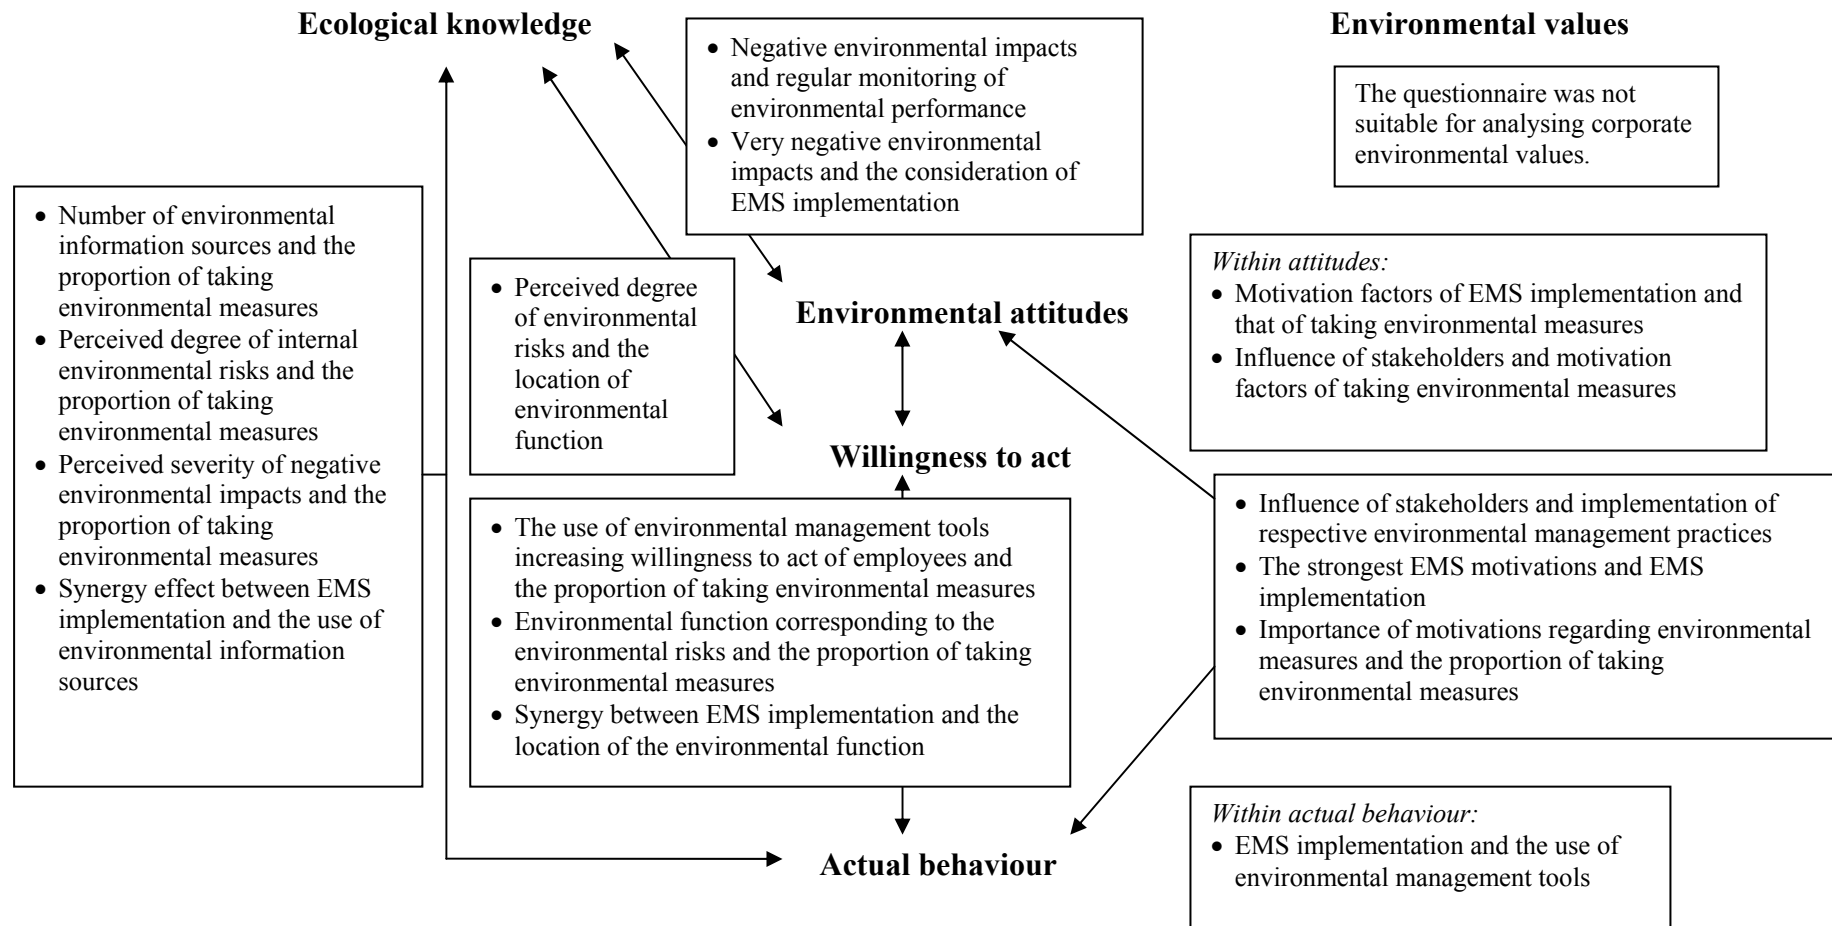 Ecological knowledge
Environmental values
• Negative environmental impacts
and regular monitoring of
environmental performance
• Very negative environmental
impacts and the consideration of
EMS implementation
The questionnaire was not
suitable for analysing corporate
environmental values.
• Number of environmental
information sources and the
proportion of taking
environmental measures
• Perceived degree of internal
environmental risks and the
proportion of taking
environmental measures
• Perceived severity of negative
environmental impacts and the
proportion of taking
environmental measures
• Synergy effect between EMS
implementation and the use of
environmental information
sources
• Perceived degree
of environmental
risks and the
location of
environmental
function
Environmental attitudes
Within attitudes:
• Motivation factors of EMS implementation and
that of taking environmental measures
• Influence of stakeholders and motivation
factors of taking environmental measures
Willingness to act
• The use of environmental management tools
increasing willingness to act of employees and
the proportion of taking environmental measures
• Environmental function corresponding to the
environmental risks and the proportion of taking
environmental measures
• Synergy between EMS implementation and the
location of the environmental function
• Influence of stakeholders and implementation of
respective environmental management practices
• The strongest EMS motivations and EMS
implementation
• Importance of motivations regarding environmental
measures and the proportion of taking
environmental measures
Actual behaviour
Within actual behaviour:
• EMS implementation and the use of
environmental management tools